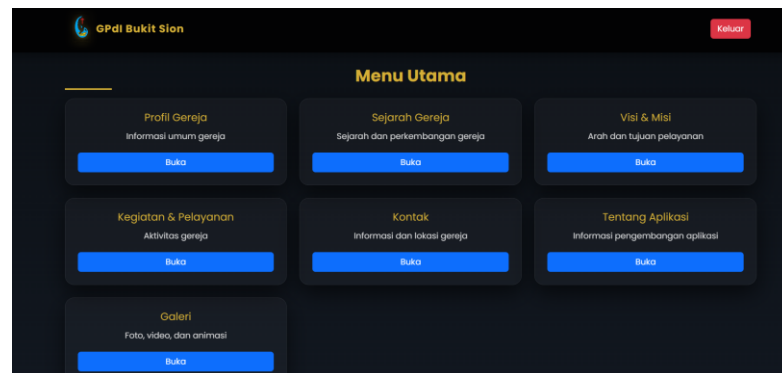 GPdI Bukit Sion
Keluar
Menu Utama
Profil Gereja
Informasi umum gereja
Buka
Sejarah Gereja
Sejarah dan perkembangan gereja
Buka
Visi & Misi
Arah dan tujuan pelayanan
Buka
Kegiatan & Pelayanan
Aktivitas gereja
Buka
Kontak
Informasi dan lokasi gereja
Buka
Tentang Aplikasi
Informasi pengembangan aplikasi
Buka
Galeri
Foto, video, dan animasi
Buka